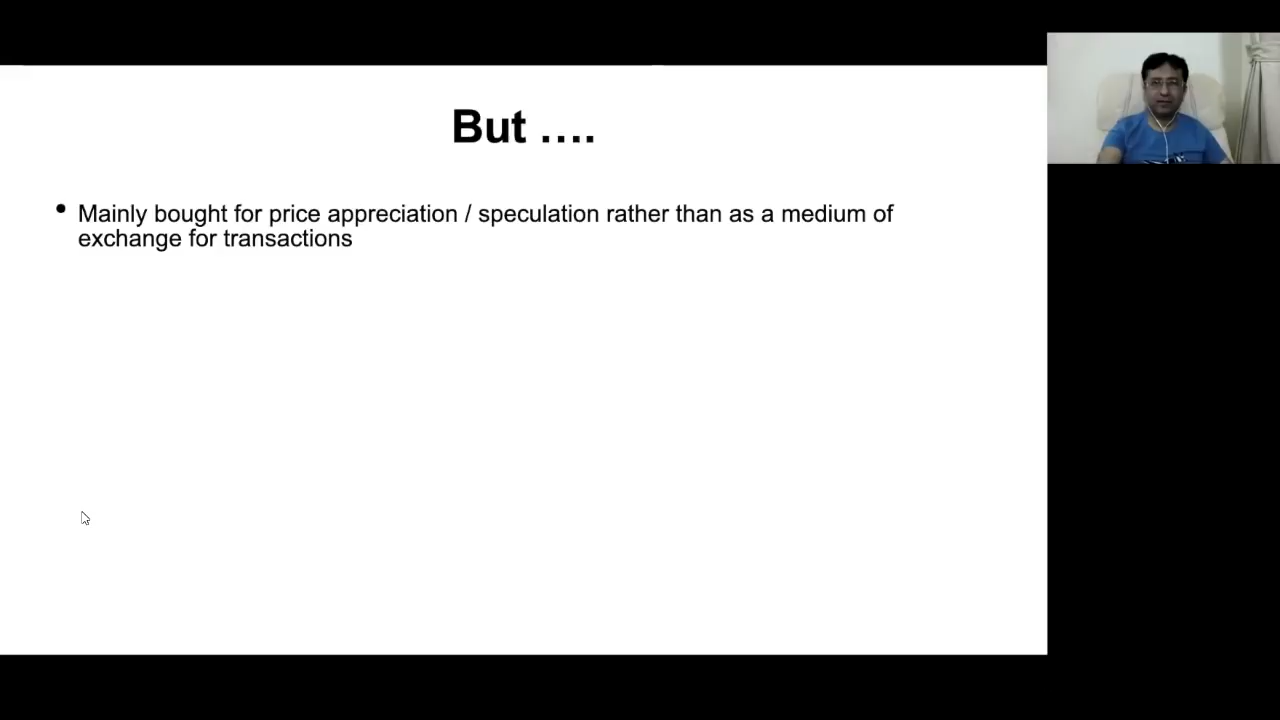 But ....
• Mainly bought for price appreciation / speculation rather than as a medium of
exchange for transactions